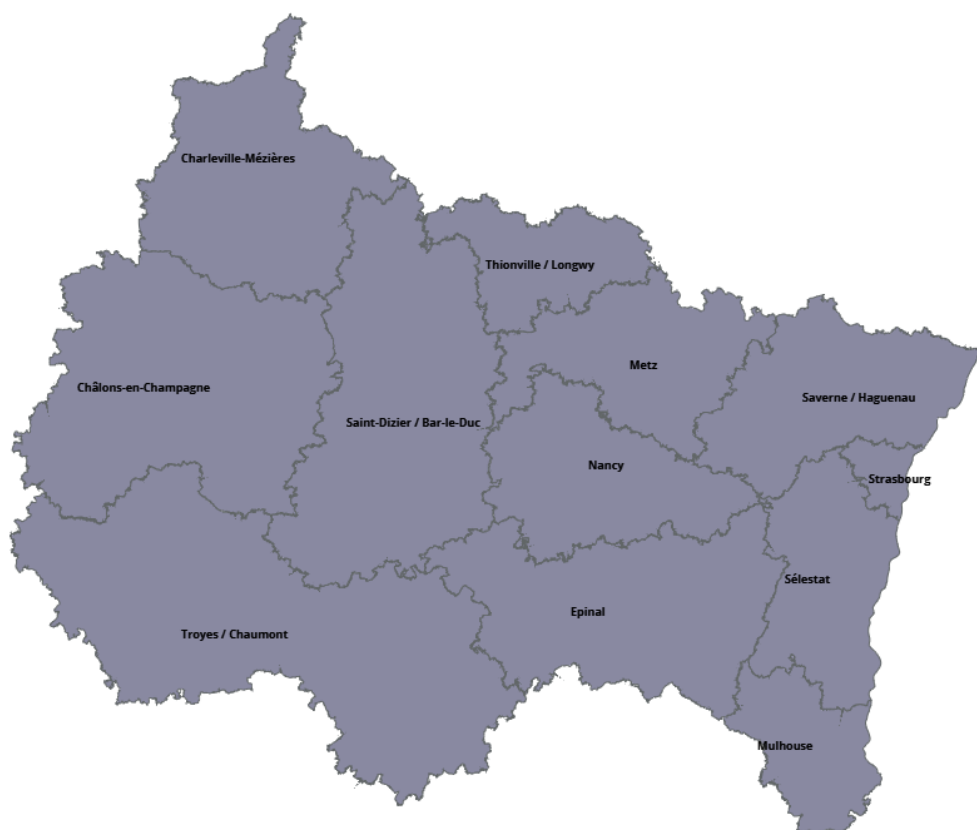 Charleville-Mézières
Thionville / Longwy
Metz
Châlons-en-Champagne
Saverne / Haguenau
Saint-Dizier / Bar-le-Duc
Nancy
Strasbourg
Sélestat
Epinal
Troyes / Chaumont
Mulhouse